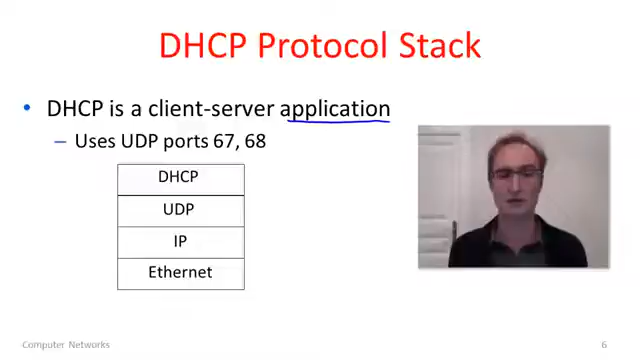 DHCP Protocol Stack
• DHCP is a client-server application
– Uses UDP ports 67, 68
DHCP
UDP
IP
Ethernet
Computer Networks
6